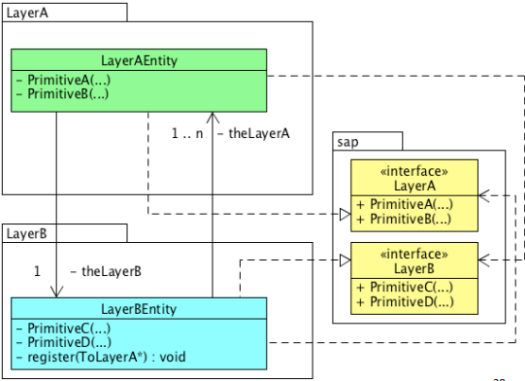 LayerA
LayerAEntity
– PrimitiveA(...)
– PrimitiveB(...)
1 .. n
– theLayerA
sap
«interface»
LayerA
+ PrimitiveA(...)
+ PrimitiveB(...)
LayerB
«interface»
LayerB
+ PrimitiveC(...)
+ PrimitiveD(...)
1
– theLayerB
LayerBEntity
– PrimitiveC(...)
– PrimitiveD(...)
– register(ToLayerA*) : void